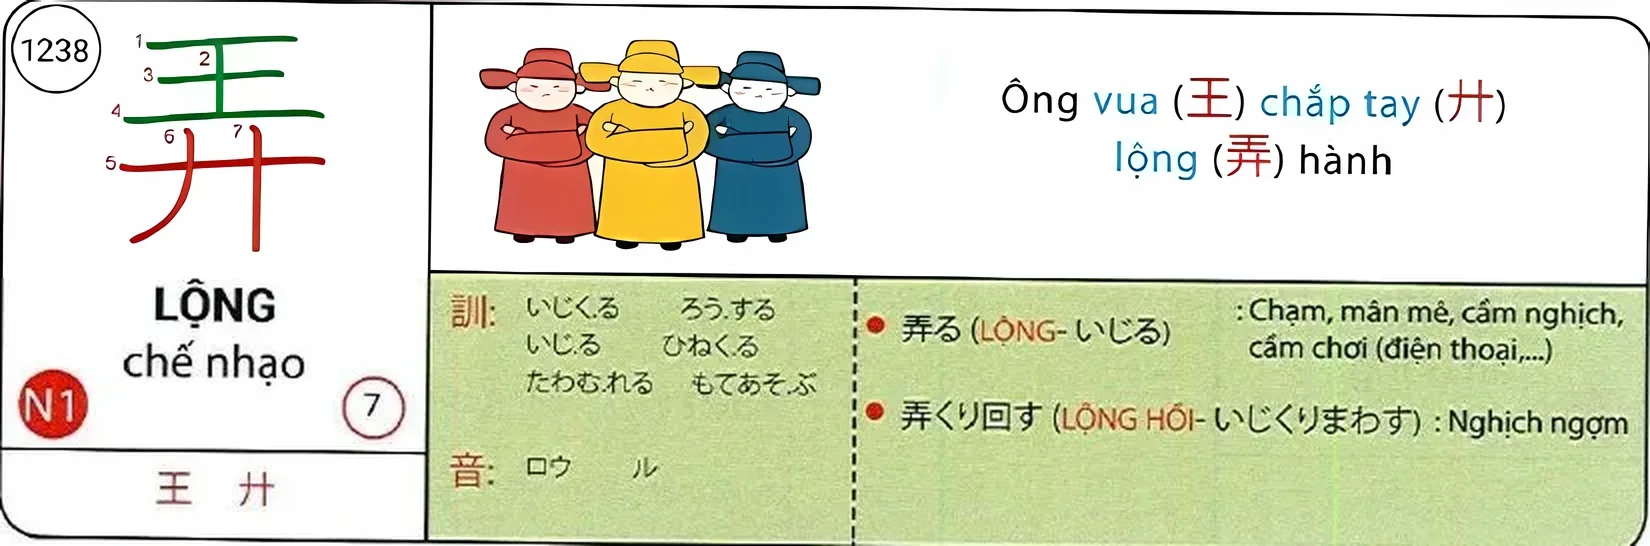 1238
1
2
3
4
5
6
7
弄
LỘNG
chế nhạo
N1
7
王 廾
Ông vua (王) chắp tay (廾)
lộng (弄) hành
訓: いじく.る ろう.する
いじ.る ひねく.る
たわむ.れる もてあそ.ぶ
音: ロウ ル
弄る (LỘNG- いじる) : Chạm, mân mê, cầm nghịch,
cầm chơi (điện thoại,...)
弄くり回す (LỘNG HỒI- いじくりまわす) : Nghịch ngợm